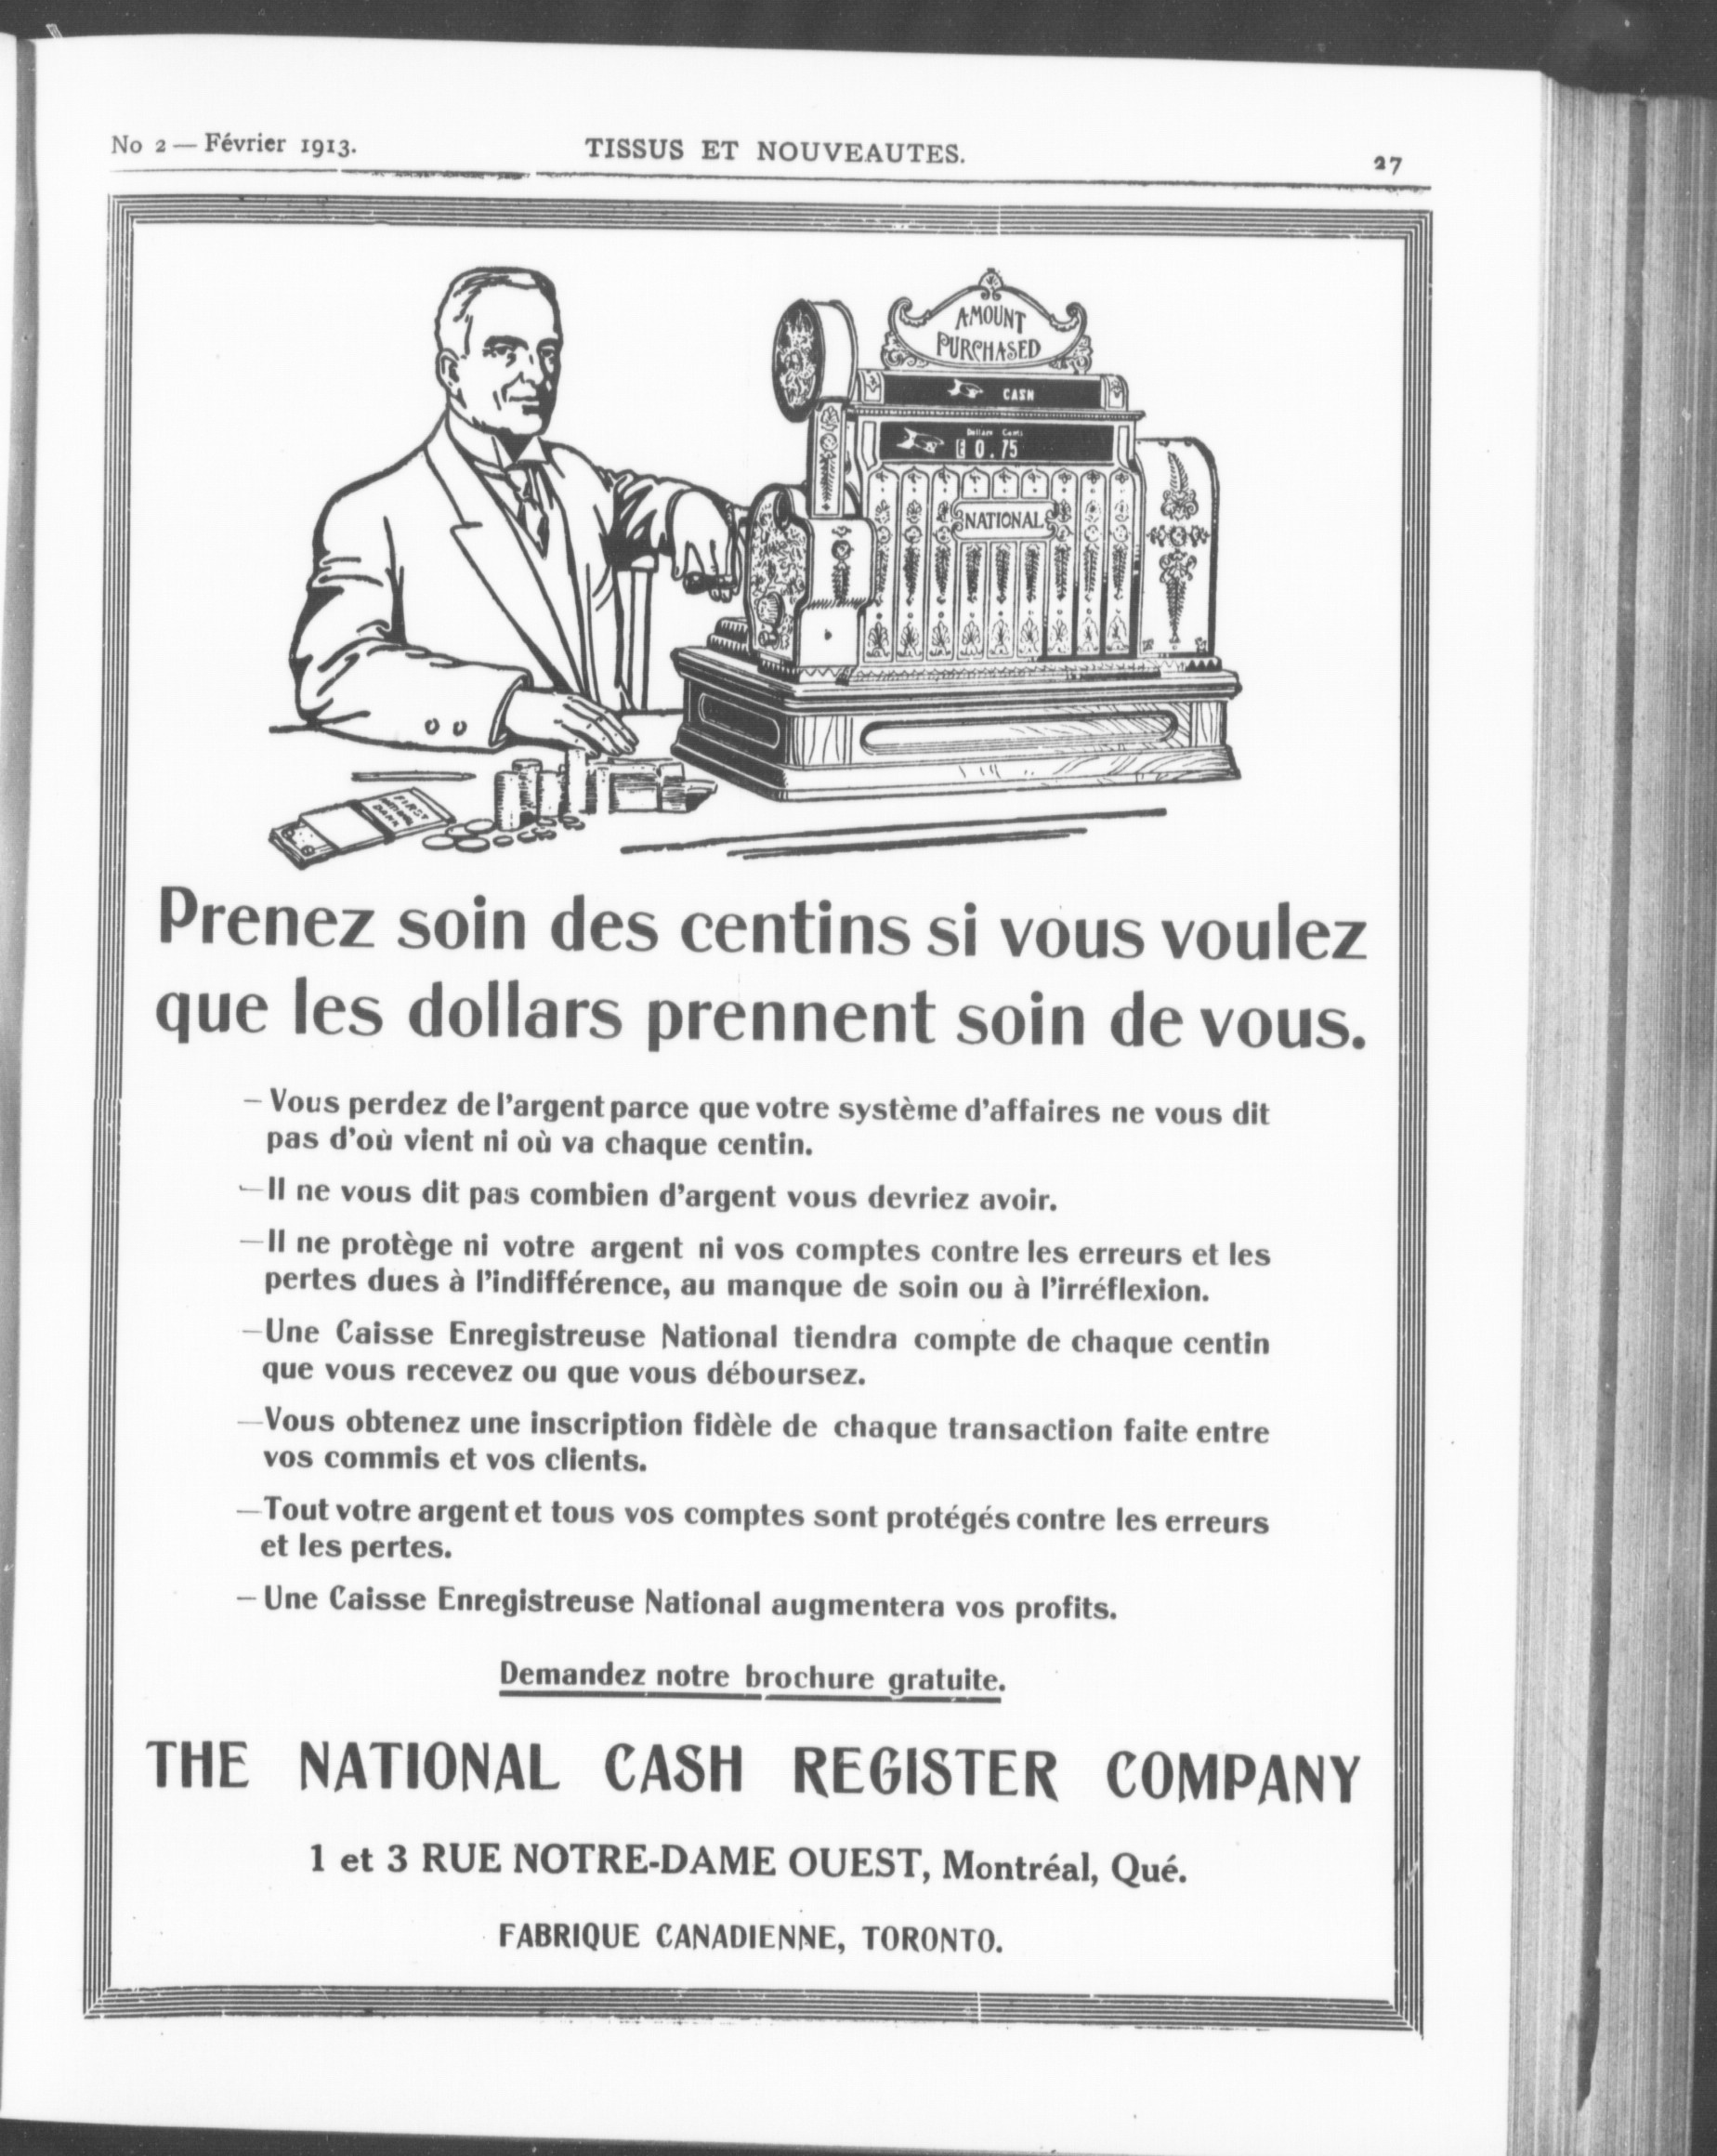 No 2 — Février 1913.
TISSUS ET NOUVEAUTES.
27
AMOUNT
PURCHASED
CASH
Dollars Cents
0.75
NATIONAL
FIRST
NATIONAL
BANK
Prenez soin des centins si vous voulez
que les dollars prennent soin de vous.
— Vous perdez de l'argent parce que votre système d'affaires ne vous dit
pas d'où vient ni où va chaque centin.
—Il ne vous dit pas combien d'argent vous devriez avoir.
—Il ne protège ni votre argent ni vos comptes contre les erreurs et les
pertes dues à l'indifférence, au manque de soin ou à l'irréflexion.
—Une Caisse Enregistreuse National tiendra compte de chaque centin
que vous recevez ou que vous déboursez.
—Vous obtenez une inscription fidèle de chaque transaction faite entre
vos commis et vos clients.
—Tout votre argent et tous vos comptes sont protégés contre les erreurs
et les pertes.
— Une Caisse Enregistreuse National augmentera vos profits.
Demandez notre brochure gratuite.
THE NATIONAL CASH REGISTER COMPANY
1 et 3 RUE NOTRE-DAME OUEST, Montréal, Qué.
FABRIQUE CANADIENNE, TORONTO.